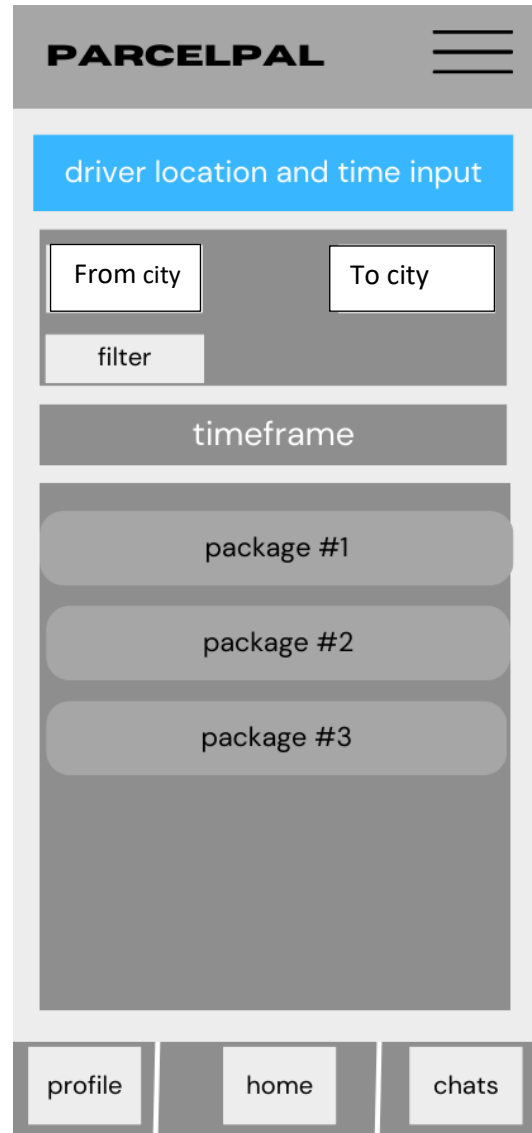 PARCELPAL
driver location and time input
From city
To city
filter
timeframe
package #1
package #2
package #3
profile
home
chats